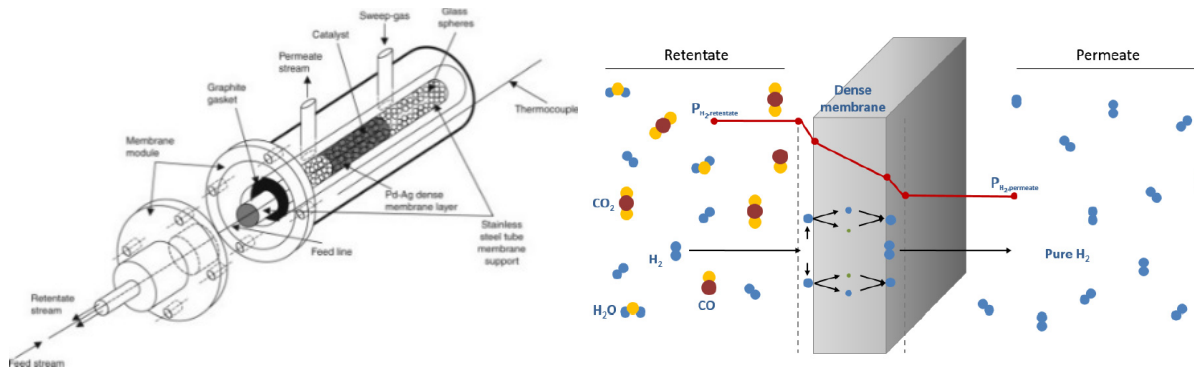 Sweep-gas
Glass
spheres
Catalyst
Permeate
stream
Graphite
gasket
Thermocouple
Membrane
module
Pd-Ag dense
membrane layer
Stainless
steel tube
membrane
support
Feed line
Retentate
stream
Feed stream
Retentate
Permeate
Dense
membrane
PH2,retentate
PH2,permeate
CO2
H2
Pure H2
H2O
CO